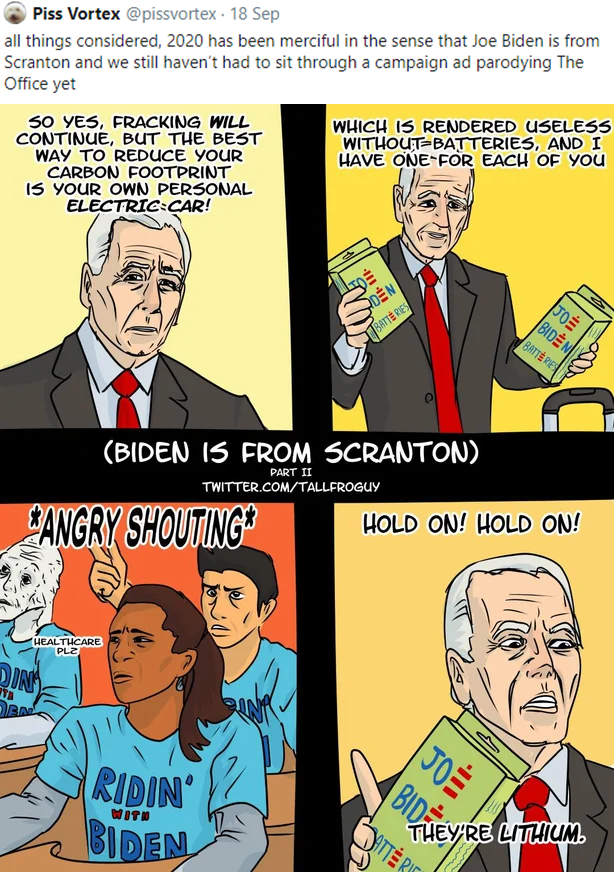 Piss Vortex @pissvortex · 18 Sep
all things considered, 2020 has been merciful in the sense that Joe Biden is from
Scranton and we still haven't had to sit through a campaign ad parodying The
Office yet
SO YES, FRACKING WILL
CONTINUE, BUT THE BEST
WAY TO REDUCE YOUR
CARBON FOOTPRINT
IS YOUR OWN PERSONAL
ELECTRIC CAR!
WHICH IS RENDERED USELESS
WITHOUT BATTERIES, AND I
HAVE ONE FOR EACH OF YOU
JOE
BIDEN
BATTERIES
JOE
BIDEN
BATTERIES
(BIDEN IS FROM SCRANTON)
PART II
TWITTER.COM/TALLFROGUY
*ANGRY SHOUTING*
HEALTHCARE
PLZ
RIDIN'
WITH
BIDEN
HOLD ON! HOLD ON!
JOE
BIDE
BATTERIE
THEY'RE LITHIUM.